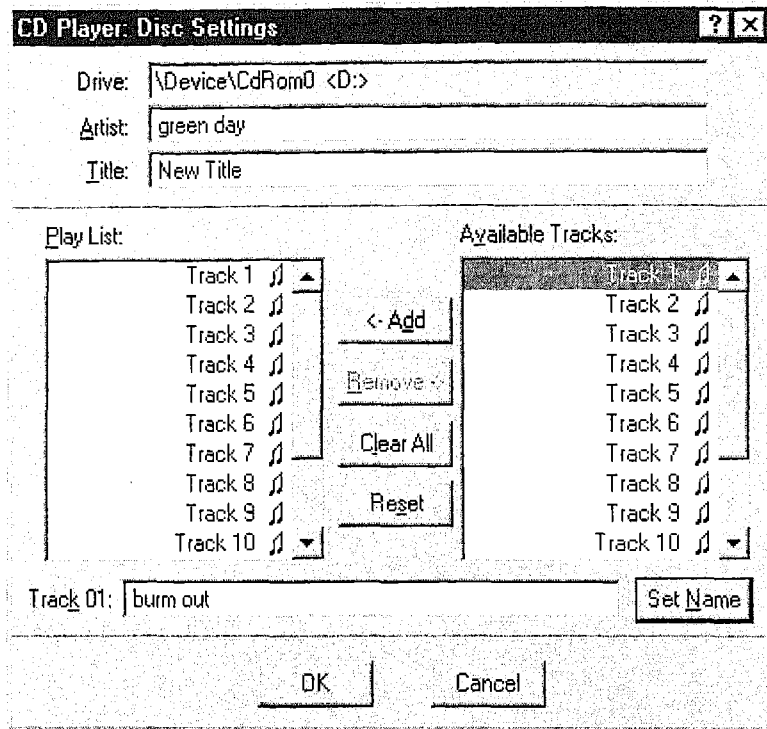 CD Player: Disc Settings ? ×
Drive: \Device\CdRom0 <D:>
Artist: green day
Title: New Title
Play List:
Track 1
Track 2
Track 3
Track 4
Track 5
Track 6
Track 7
Track 8
Track 9
Track 10
<- Add
Remove ->
Clear All
Reset
Available Tracks:
Track 1
Track 2
Track 3
Track 4
Track 5
Track 6
Track 7
Track 8
Track 9
Track 10
Track 01: burm out
Set Name
OK
Cancel